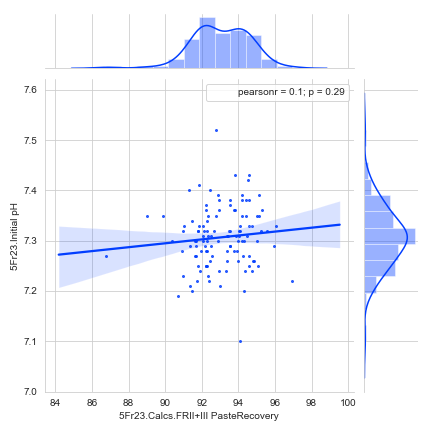 pearsonr = 0.1; p = 0.29
7.6
7.5
7.4
7.3
7.2
7.1
7.0
5Fr23.Initial pH
84 86 88 90 92 94 96 98 100
5Fr23.Calcs.FRII+III PasteRecovery